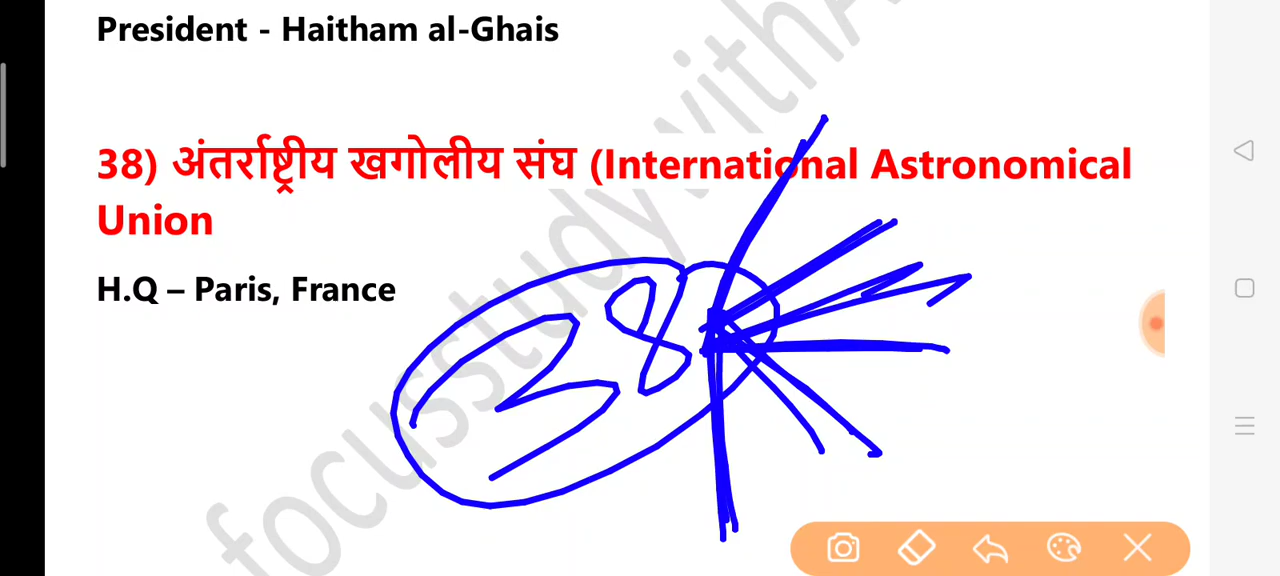 President - Haitham al-Ghais
38) अंतर्राष्ट्रीय खगोलीय संघ (International Astronomical
Union
H.Q – Paris, France
38
focusstudywith